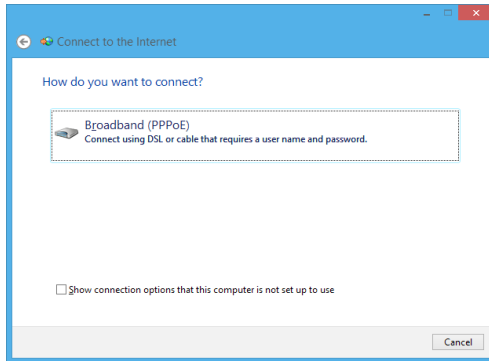 Connect to the Internet
How do you want to connect?
Broadband (PPPoE)
Connect using DSL or cable that requires a user name and password.
Show connection options that this computer is not set up to use
Cancel